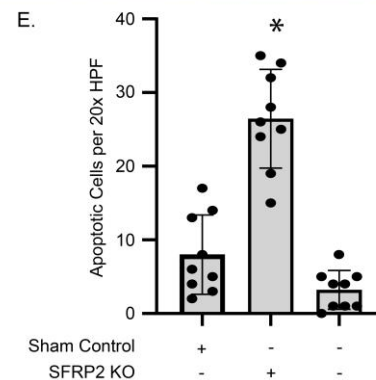 E.
*
Apoptotic Cells per 20x HPF
40
30
20
10
0
Sham Control + - -
SFRP2 KO - + -